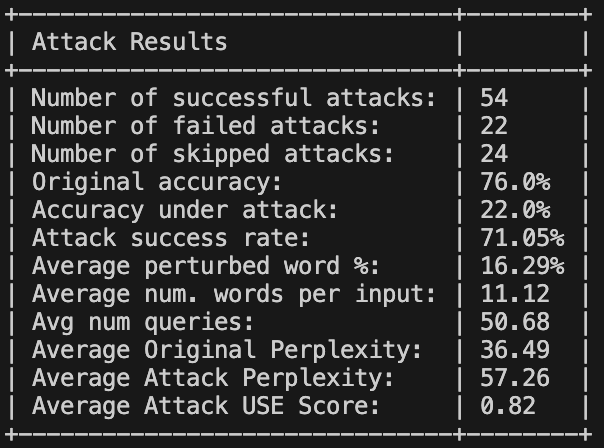 +-------------------------------+--------+
| Attack Results                |        |
+-------------------------------+--------+
| Number of successful attacks: | 54     |
| Number of failed attacks:     | 22     |
| Number of skipped attacks:    | 24     |
| Original accuracy:            | 76.0%  |
| Accuracy under attack:        | 22.0%  |
| Attack success rate:          | 71.05% |
| Average perturbed word %:     | 16.29% |
| Average num. words per input: | 11.12  |
| Avg num queries:              | 50.68  |
| Average Original Perplexity:  | 36.49  |
| Average Attack Perplexity:    | 57.26  |
| Average Attack USE Score:     | 0.82   |
+-------------------------------+--------+